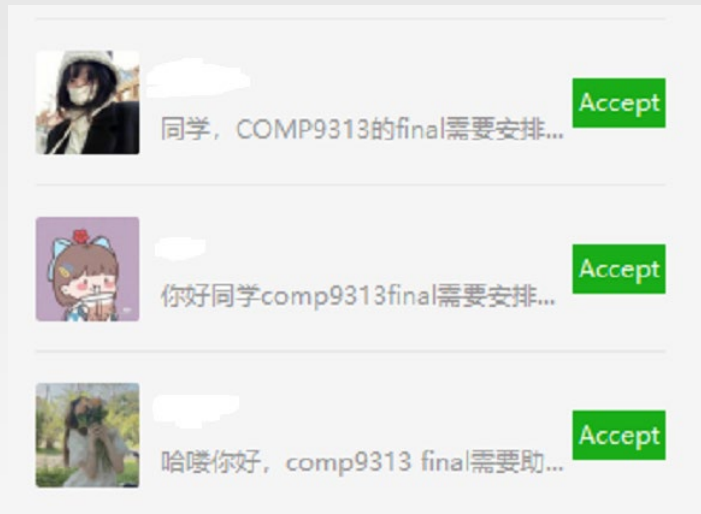 同学，COMP9313的final需要安排...
Accept
你好同学comp9313final需要安排...
Accept
哈喽你好，comp9313 final需要助...
Accept